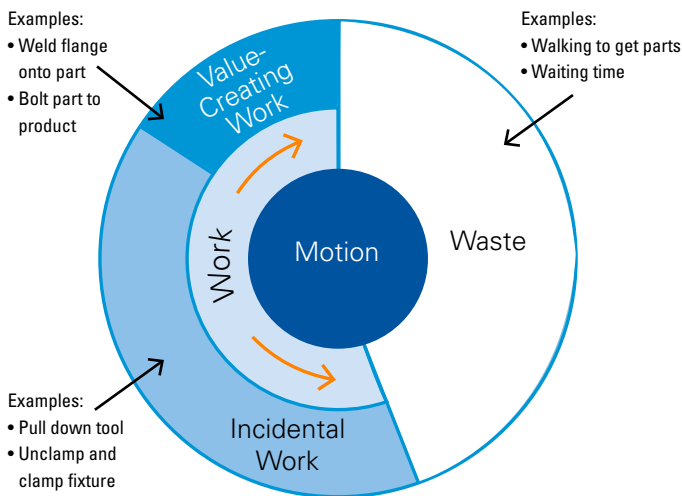 Examples:
• Weld flange
onto part
• Bolt part to
product
Value-
Creating
Work
Examples:
• Walking to get parts
• Waiting time
Work
Motion
Waste
Examples:
• Pull down tool
• Unclamp and
clamp fixture
Incidental
Work